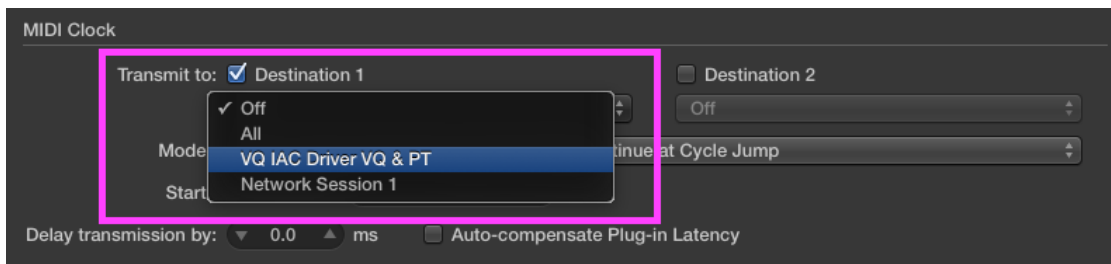 MIDI Clock
Transmit to: Destination 1 Destination 2
Off Off
All
Mode tinue at Cycle Jump
VQ IAC Driver VQ & PT
Start Network Session 1
Delay transmission by: 0.0 ms Auto-compensate Plug-in Latency